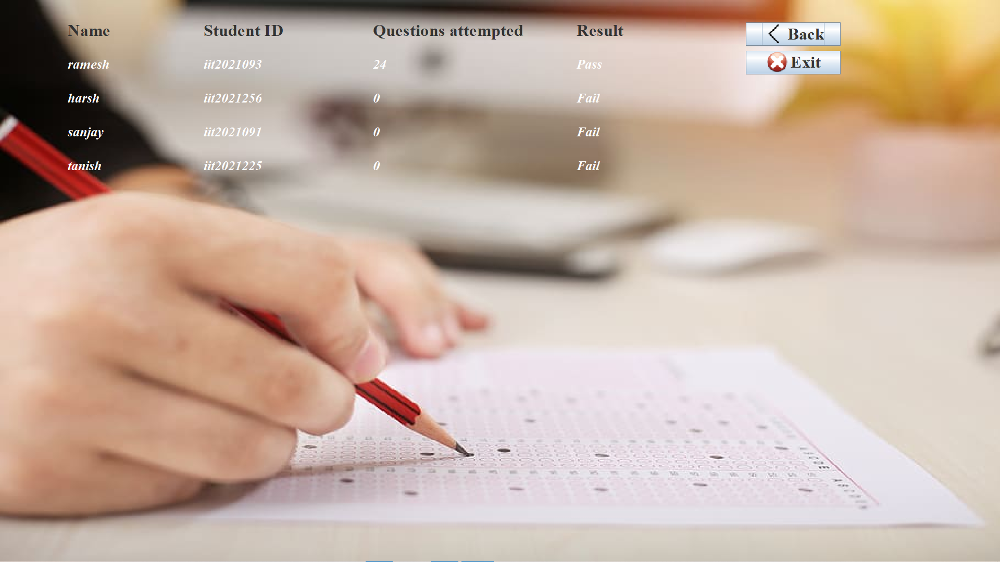 Name Student ID Questions attempted Result Back
Exit
ramesh iit2021093 24 Pass
harsh iit2021256 0 Fail
sanjay iit2021091 0 Fail
tanish iit2021225 0 Fail